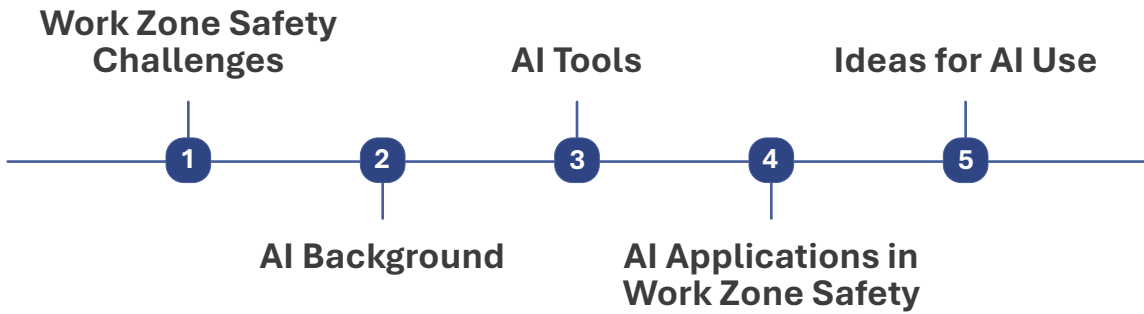 Work Zone Safety
Challenges
AI Tools
Ideas for AI Use
1
2
3
4
5
AI Background
AI Applications in
Work Zone Safety